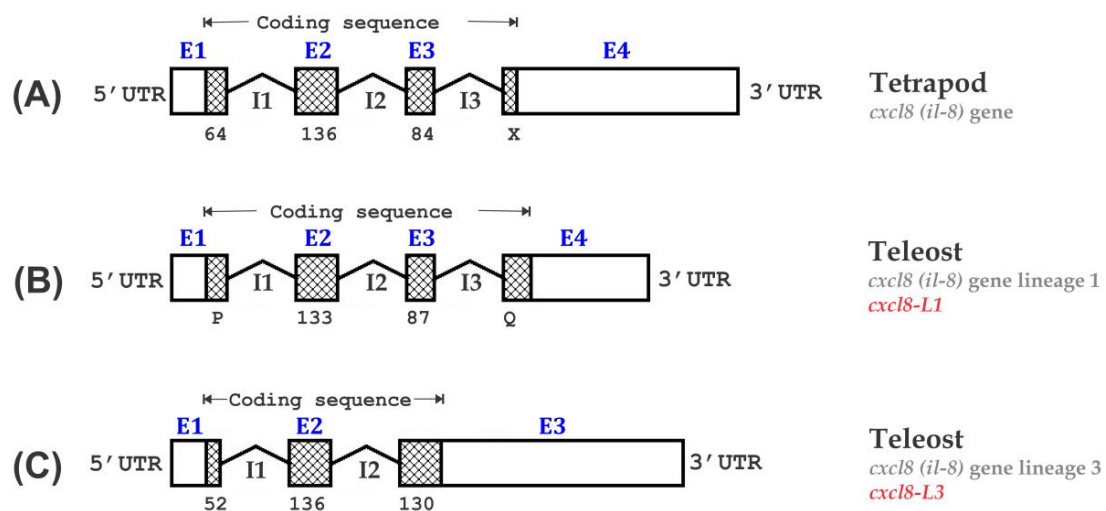 Coding sequence
E1 E2 E3 E4
(A) 5'UTR I1 I2 I3 3'UTR
64 136 84 X
Tetrapod
cxcl8 (il-8) gene
Coding sequence
E1 E2 E3 E4
(B) 5'UTR I1 I2 I3 3'UTR
P 133 87 Q
Teleost
cxcl8 (il-8) gene lineage 1
cxcl8-L1
Coding sequence
E1 E2 E3
(C) 5'UTR I1 I2 3'UTR
52 136 130
Teleost
cxcl8 (il-8) gene lineage 3
cxcl8-L3